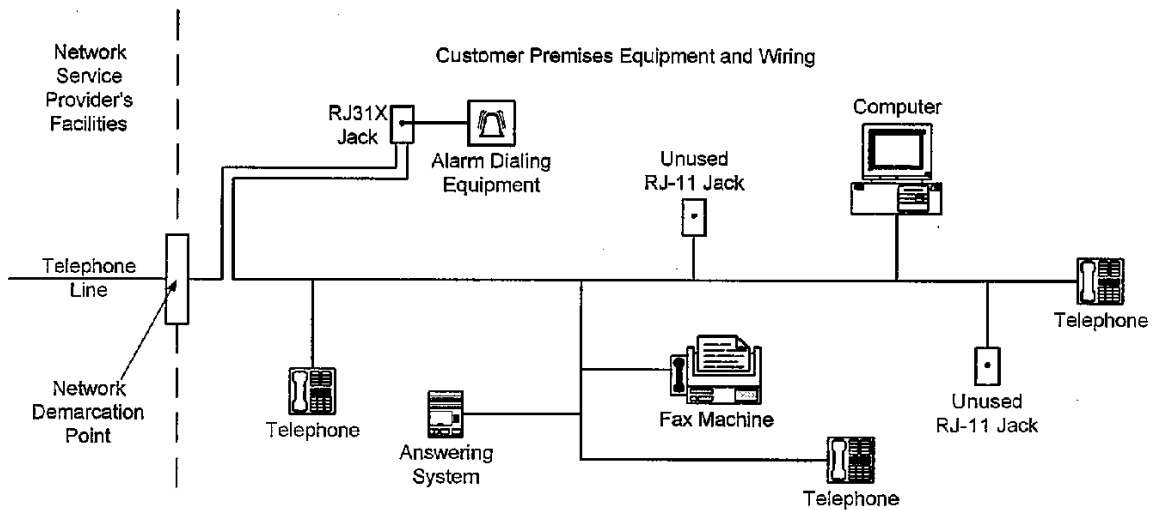 Network
Service
Provider's
Facilities
Customer Premises Equipment and Wiring
RJ31X
Jack
Alarm Dialing
Equipment
Unused
RJ-11 Jack
Computer
Telephone
Line
Telephone
Network
Demarcation
Point
Telephone
Answering
System
Fax Machine
Unused
RJ-11 Jack
Telephone